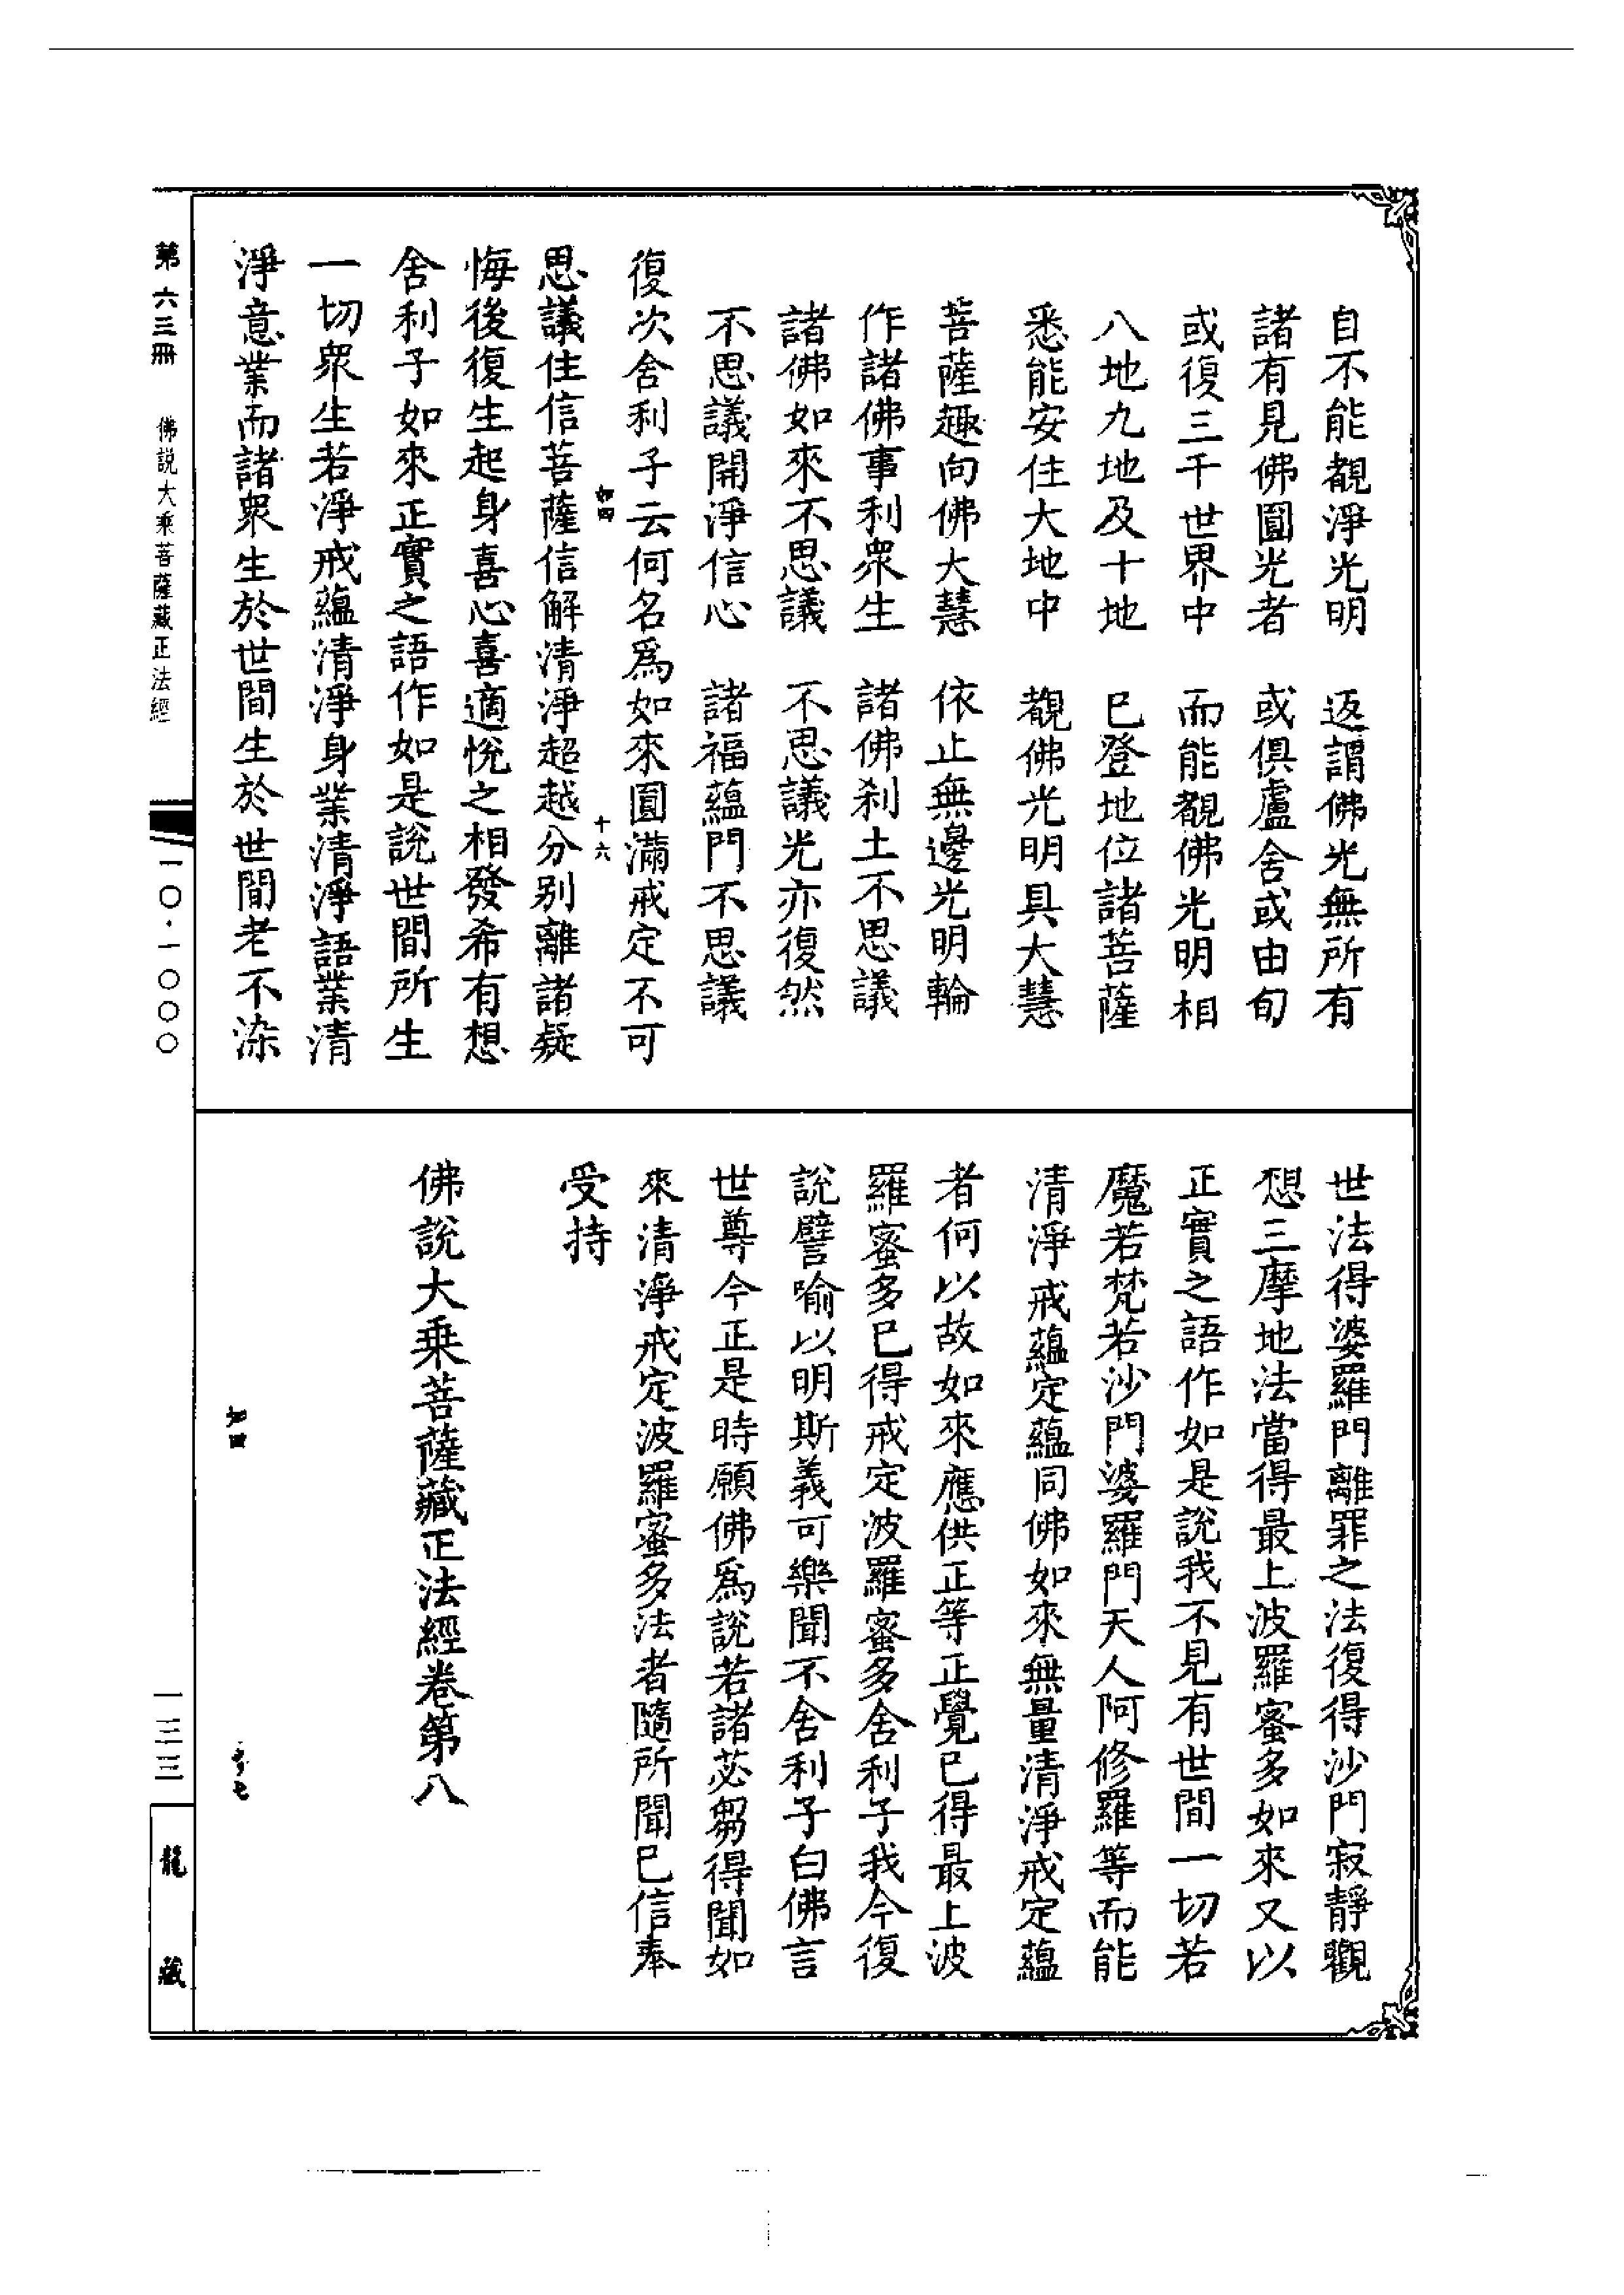 自不能覩淨光明　返謂佛光無所有
諸有見佛圓光者　或俱盧舍或由旬
或復三千世界中　而能覩佛光明相
八地九地及十地　已登地位諸菩薩
悉能安住大地中　覩佛光明具大慧
菩薩趣向佛大慧　依止無邊光明輪
作諸佛事利衆生　諸佛刹土不思議
諸佛如來不思議　不思議光亦復然
不思議開淨信心　諸福蘊門不思議
復次舍利子云何名爲如來圓滿戒定不可
如四　十六
思議住信菩薩信解清淨超越分別離諸疑
悔後復生起身喜心喜適悅之相發希有想
舍利子如來正實之語作如是說世間所生
一切衆生若淨戒蘊清淨身業清淨語業清
淨意業而諸衆生於世間生於世間老不染
世法得婆羅門離罪之法復得沙門寂靜觀
想三摩地法當得最上波羅蜜多如來又以
正實之語作如是說我不見有世間一切若
魔若梵若沙門婆羅門天人阿修羅等而能
清淨戒蘊定蘊同佛如來無量清淨戒定蘊
者何以故如來應供正等正覺已得最上波
羅蜜多已得戒定波羅蜜多舍利子我今復
說譬喻以明斯義可樂聞不舍利子白佛言
世尊今正是時願佛爲說若諸苾芻得聞如
來清淨戒定波羅蜜多法者隨所聞已信奉
受持
佛說大乘菩薩藏正法經卷第八
第六三冊　佛説大乘菩薩藏正法經
一〇·一〇〇〇
一三三
龍藏